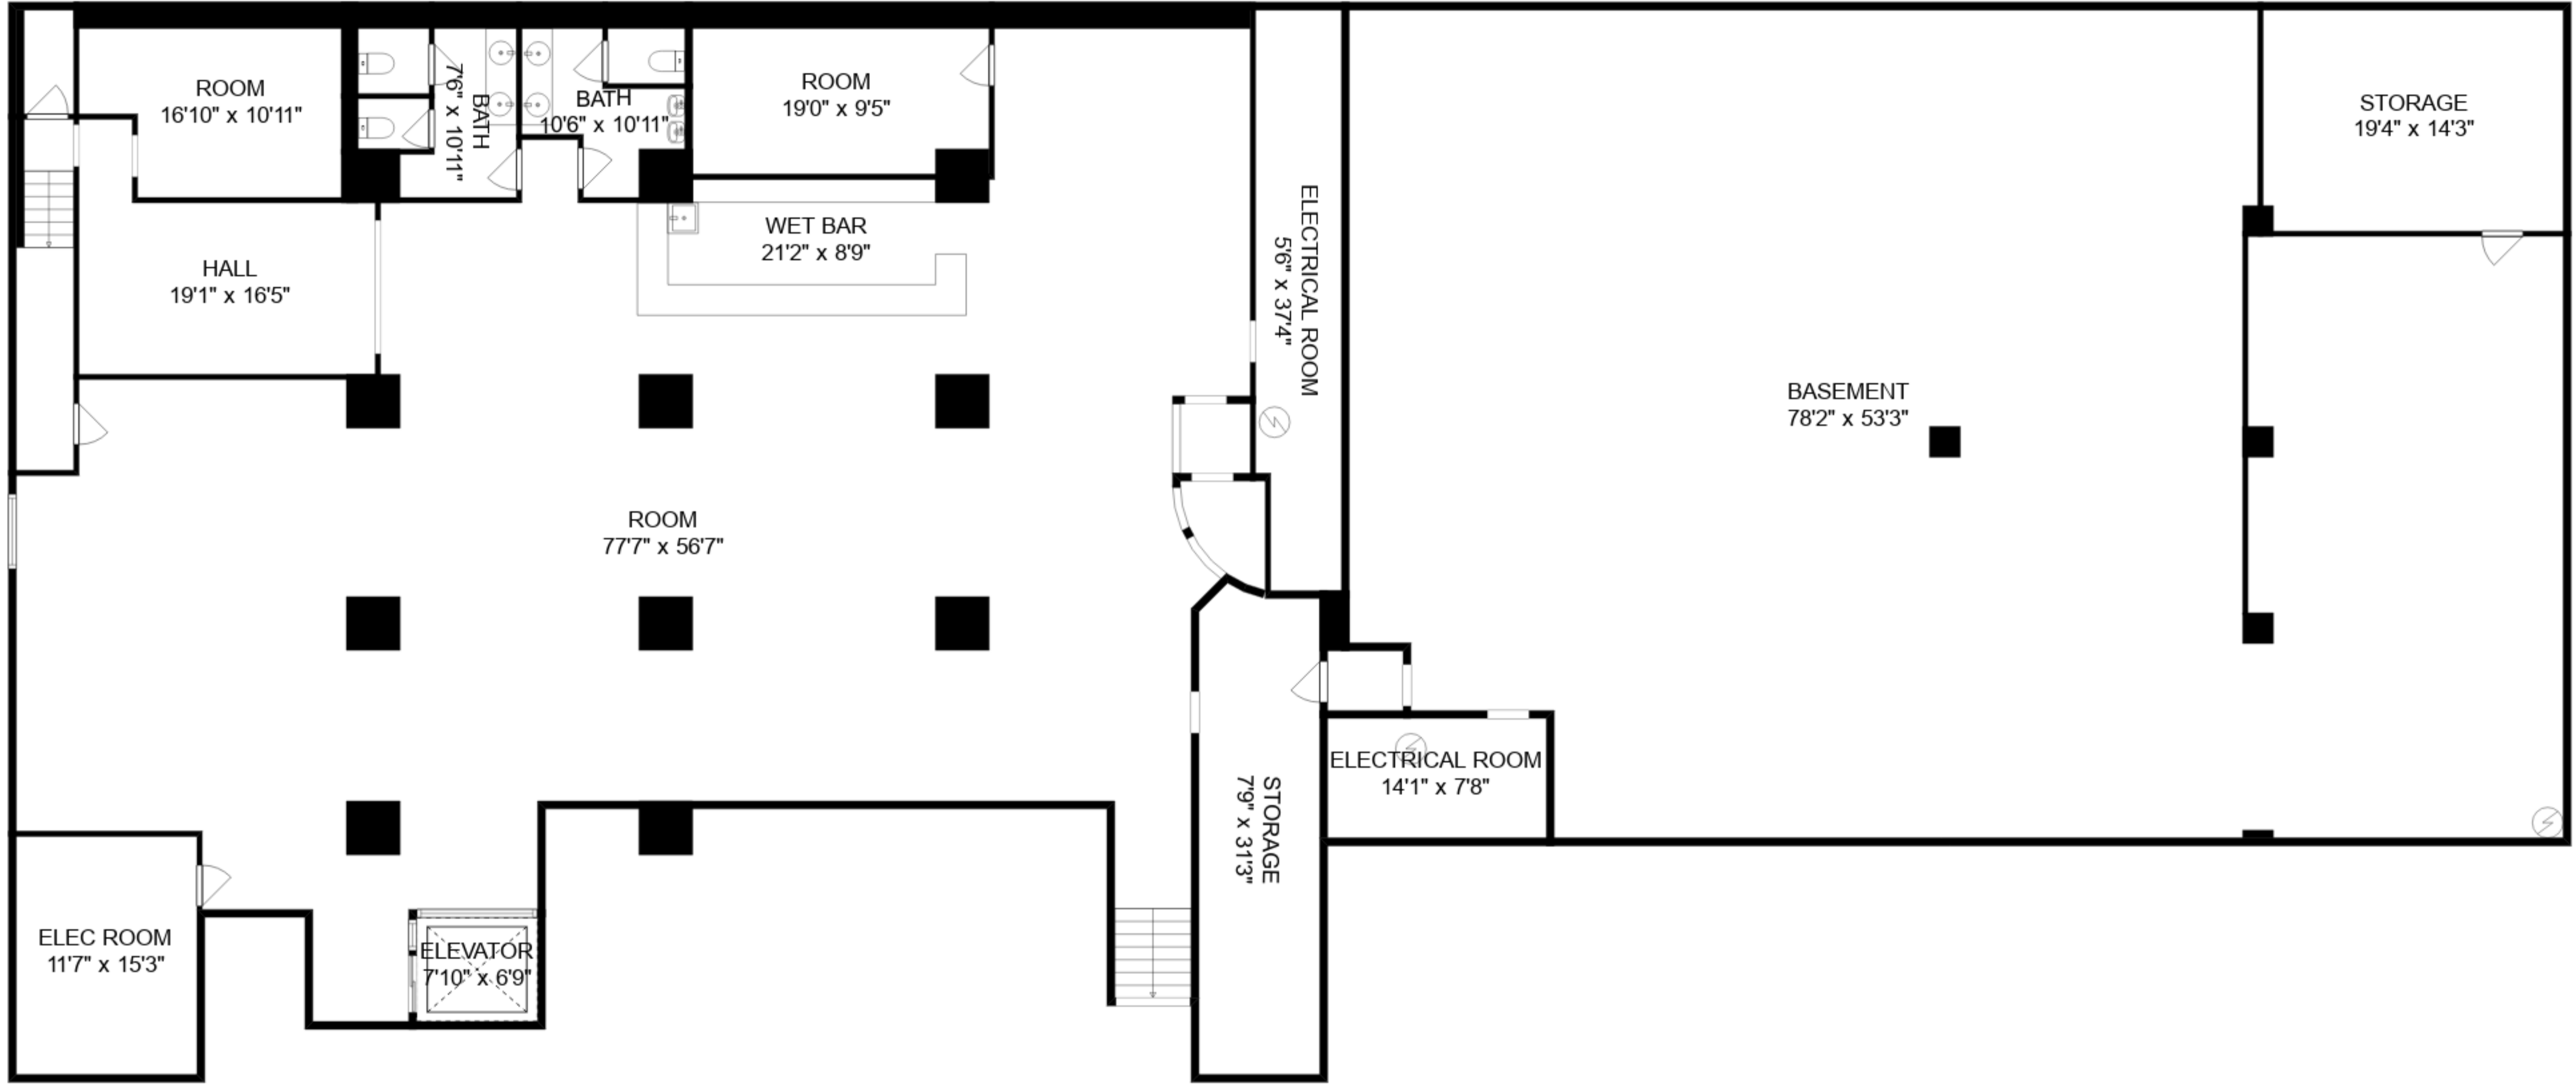 ROOM
16'10" x 10'11"
BATH
7'6" x 10'11"
BATH
10'6" x 10'11"
ROOM
19'0" x 9'5"
STORAGE
19'4" x 14'3"
WET BAR
21'2" x 8'9"
HALL
19'1" x 16'5"
ELECTRICAL ROOM
5'6" x 37'4"
BASEMENT
78'2" x 53'3"
ROOM
77'7" x 56'7"
ELECTRICAL ROOM
14'1" x 7'8"
STORAGE
7'9" x 31'3"
ELEC ROOM
11'7" x 15'3"
ELEVATOR
7'10" x 6'9"